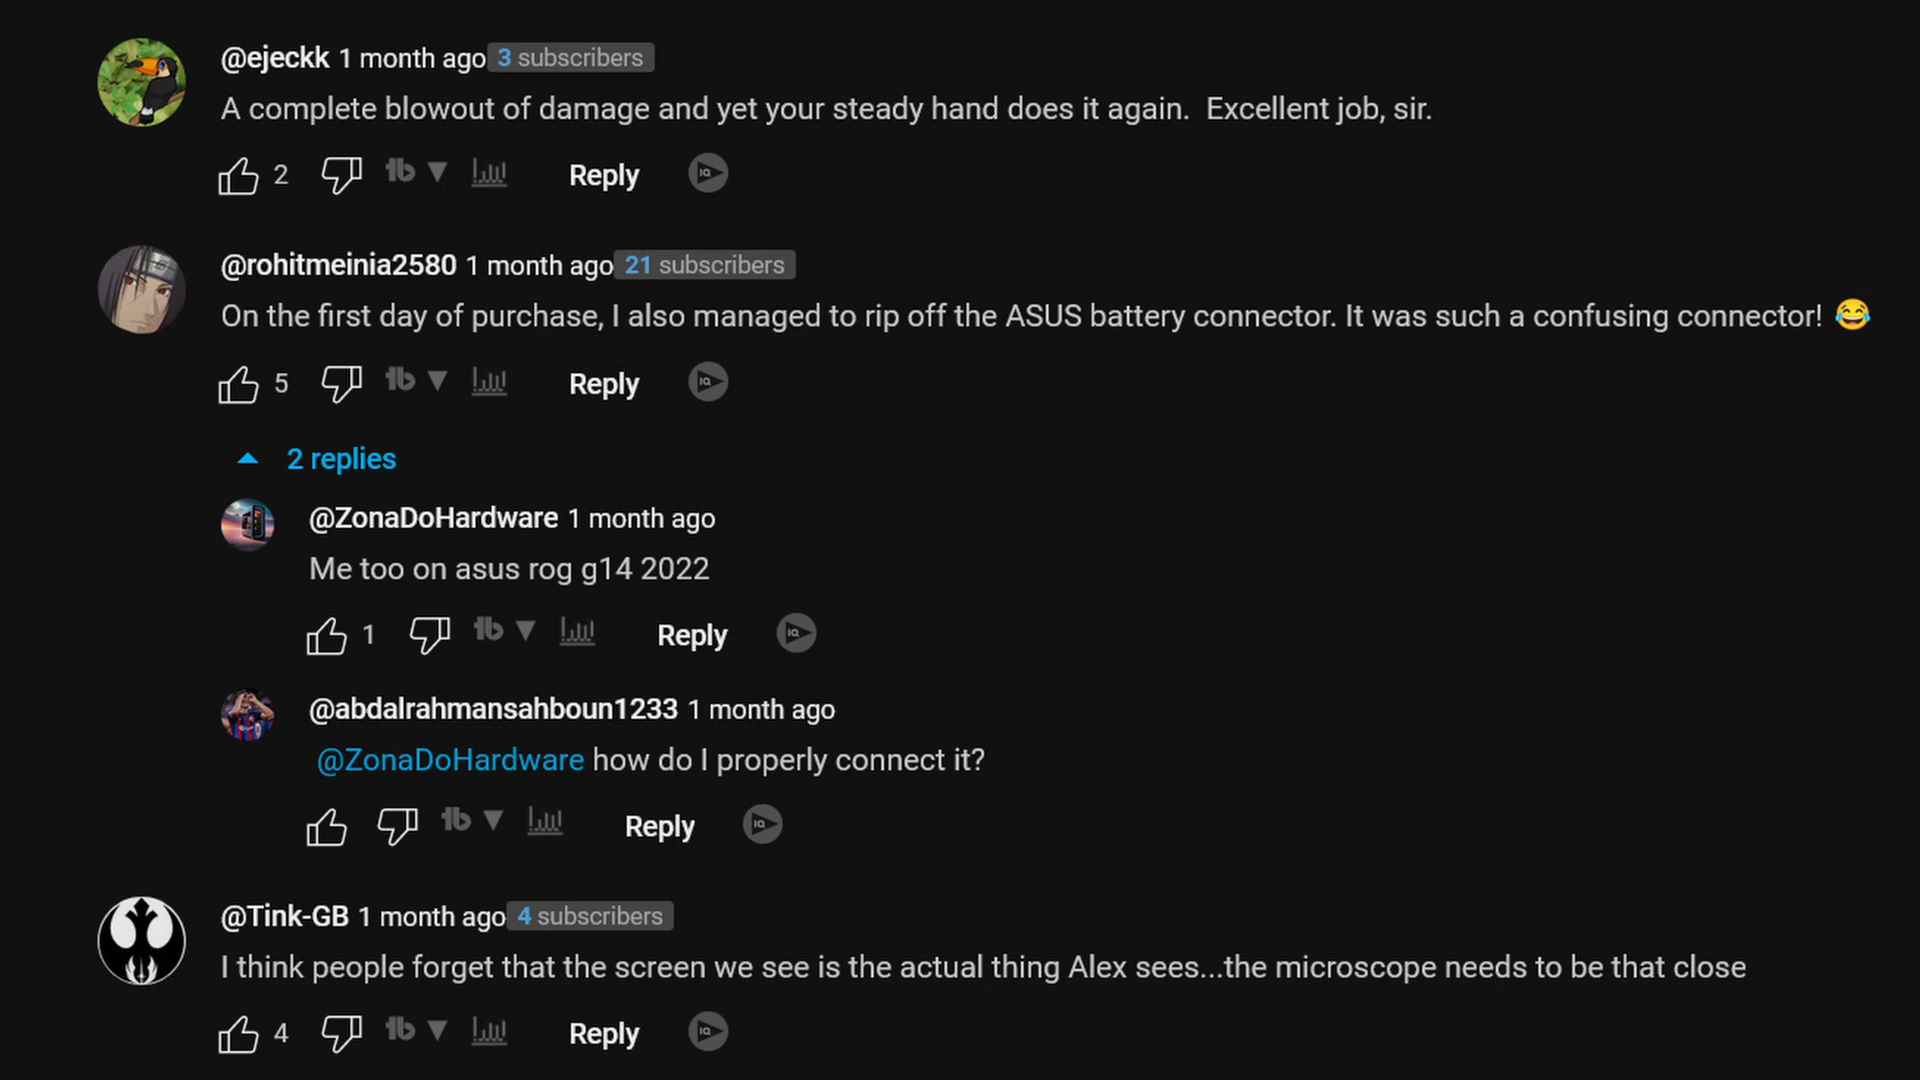 @ejeckk 1 month ago 3 subscribers
A complete blowout of damage and yet your steady hand does it again.  Excellent job, sir.
2 Reply
@rohitmeinia2580 1 month ago 21 subscribers
On the first day of purchase, I also managed to rip off the ASUS battery connector. It was such a confusing connector! 😂
5 Reply
2 replies
@ZonaDoHardware 1 month ago
Me too on asus rog g14 2022
1 Reply
@abdalrahmansahboun1233 1 month ago
@ZonaDoHardware how do I properly connect it?
Reply
@Tink-GB 1 month ago 4 subscribers
I think people forget that the screen we see is the actual thing Alex sees...the microscope needs to be that close
4 Reply